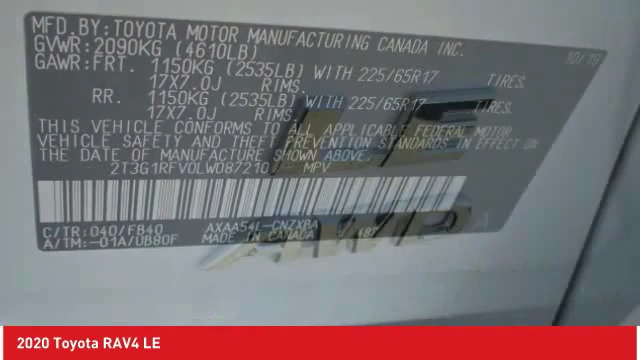 MFD.BY:TOYOTA MOTOR MANUFACTURING CANADA INC.
GVWR:2090KG (4610LB) 10/19
GAWR:FRT. 1150KG (2535LB) WITH 225/65R17 TIRES.
17X7.0J RIMS.
RR. 1150KG (2535LB) WITH 225/65R17 TIRES.
17X7.0J RIMS.
THIS VEHICLE CONFORMS TO ALL APPLICABLE FEDERAL MOTOR
VEHICLE SAFETY AND THEFT PREVENTION STANDARDS IN EFFECT ON
THE DATE OF MANUFACTURE SHOWN ABOVE.
2T3G1RFV0LW087210 MPV
C/TR:040/FB40 AXAA54L-CNZXBA
A/TM:-01A/UB80F MADE IN CANADA
LE
AWD
2020 Toyota RAV4 LE